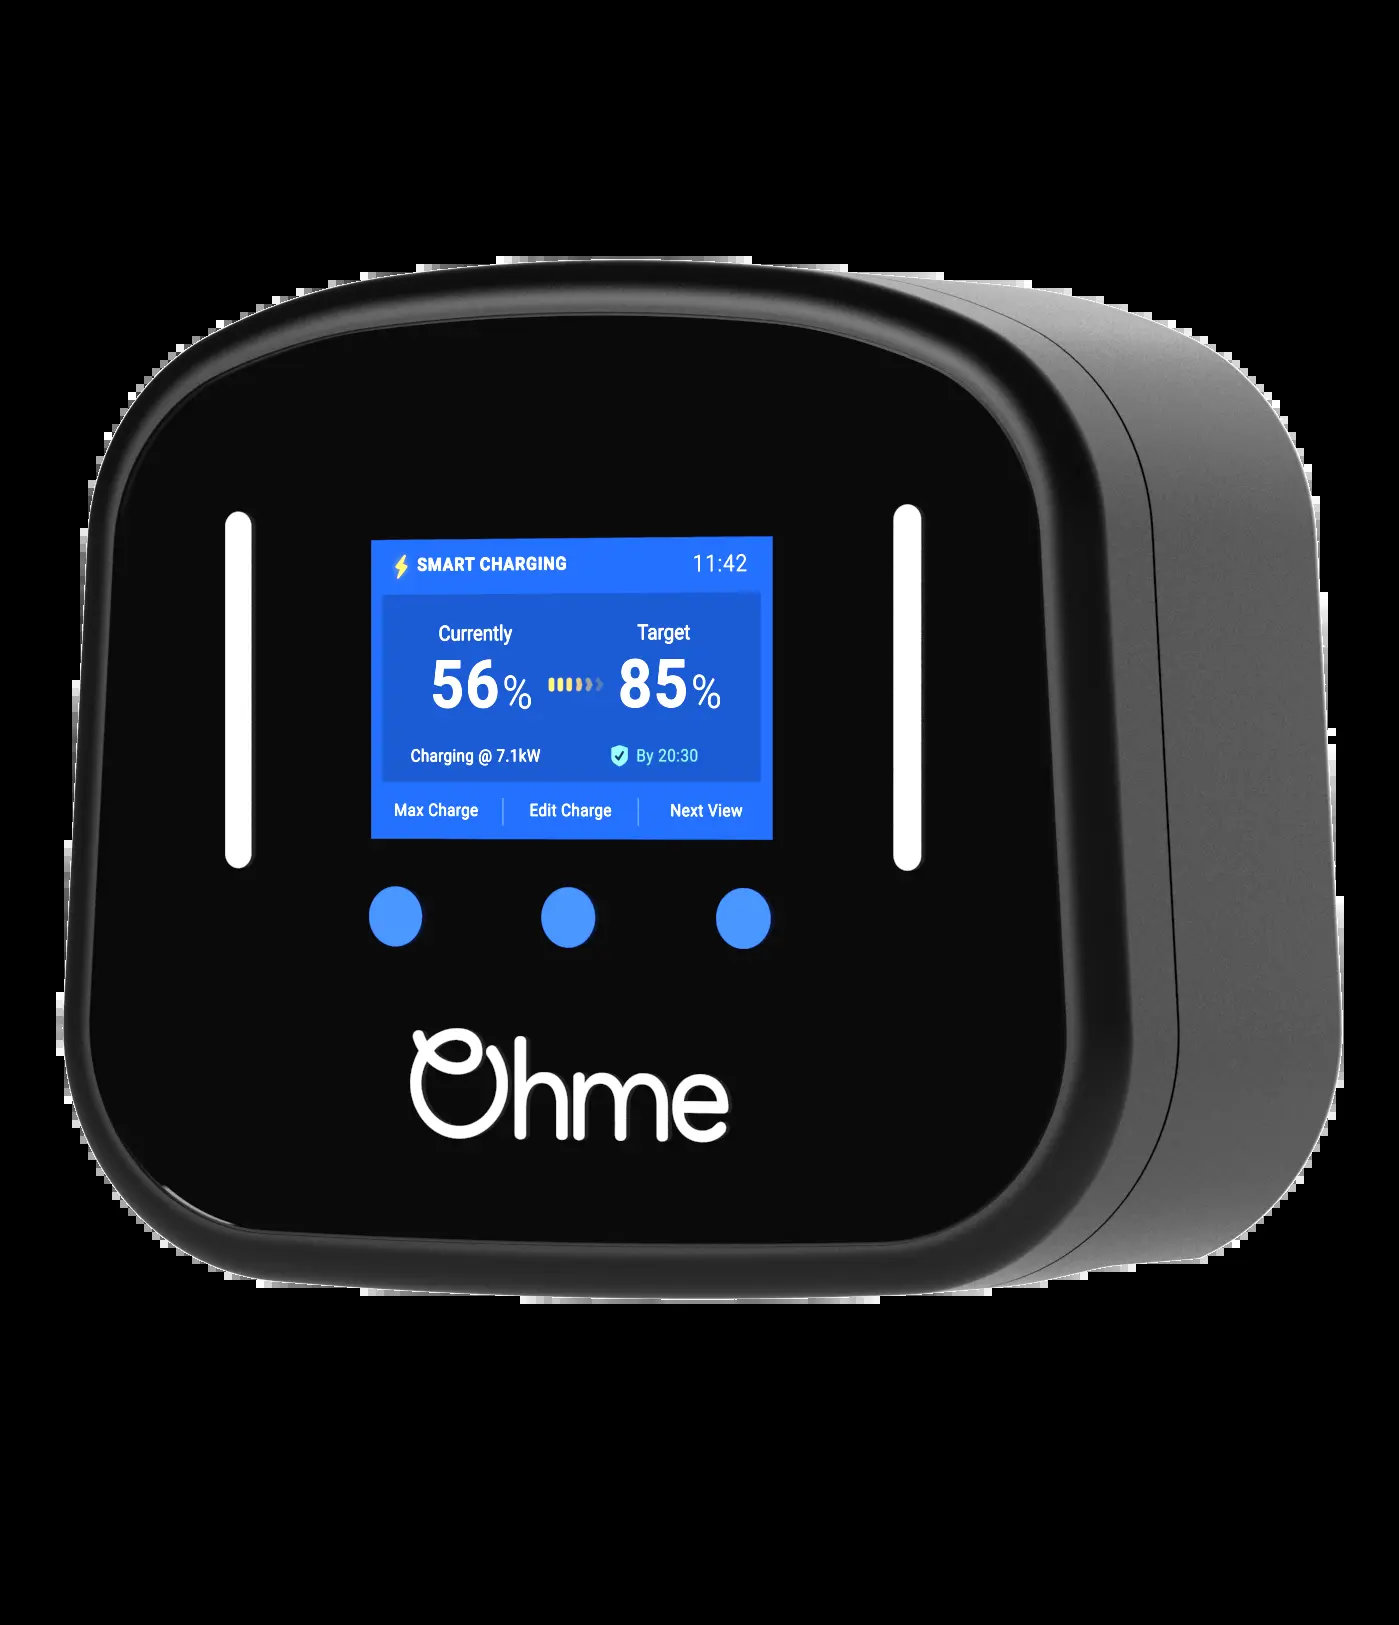 SMART CHARGING 11:42
Currently Target
56% 85%
Charging @ 7.1kW By 20:30
Max Charge Edit Charge Next View
Ohme